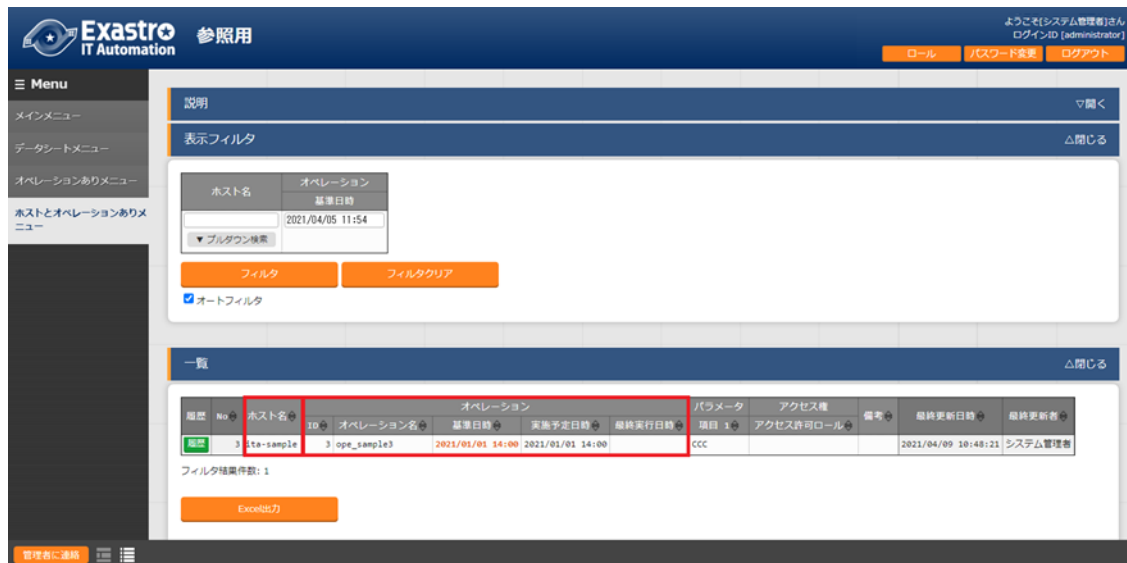 Exastro
IT Automation
参照用
ようこそ[システム管理者]さん
ログインID [administrator]
ロール
パスワード変更
ログアウト
☰ Menu
メインメニュー
データシートメニュー
オペレーションありメニュー
ホストとオペレーションありメ
ニュー
説明
▽開く
表示フィルタ
△閉じる
ホスト名
オペレーション
基準日時
2021/04/05 11:54
▼ プルダウン検索
フィルタ
フィルタクリア
オートフィルタ
一覧
△閉じる
履歴 No ホスト名 オペレーション パラメータ アクセス権 備考 最終更新日時 最終更新者
ID オペレーション名 基準日時 実施予定日時 最終実行日時 項目 1 アクセス許可ロール
履歴 3 ita-sample 3 ope_sample3 2021/01/01 14:00 2021/01/01 14:00 CCC 2021/04/09 10:48:21 システム管理者
フィルタ結果件数: 1
Excel出力
管理者に連絡